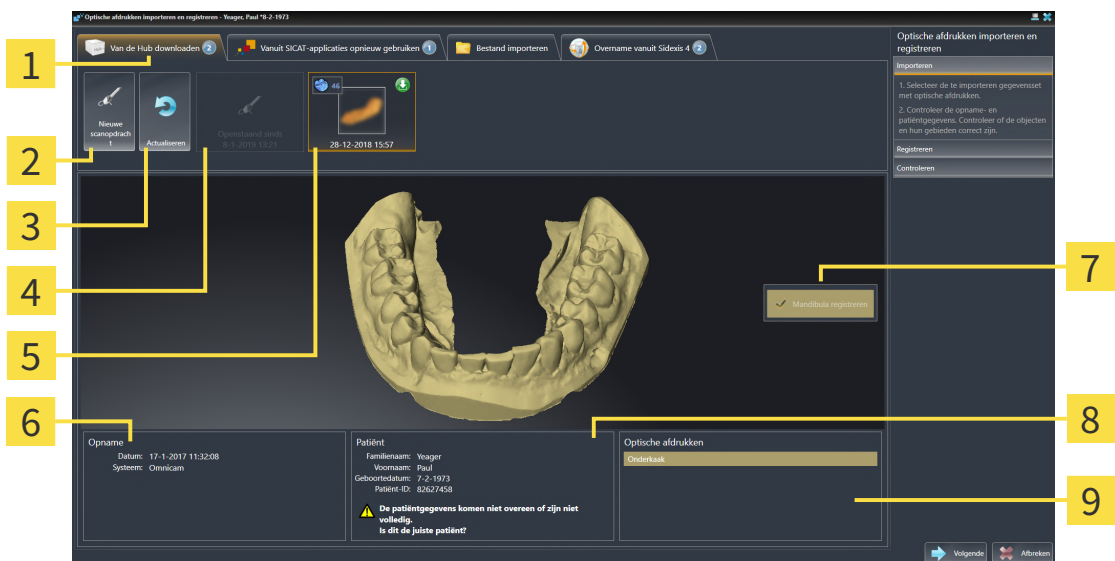 Optische afdrukken importeren en registreren - Yeager, Paul *8-2-1973
1
Van de Hub downloaden 2
Vanuit SICAT-applicaties opnieuw gebruiken 1
Bestand importeren
Overname vanuit Sidexis 4 2
2
Nieuwe
scanopdrach
t
3
Actualiseren
4
Openstaand sinds
8-1-2019 13:21
5
46
28-12-2018 15:57
Optische afdrukken importeren en
registreren
Importeren
1. Selecteer de te importeren gegevensset
met optische afdrukken.
2. Controleer de opname- en
patiëntgegevens. Controleer of de objecten
en hun gebieden correct zijn.
Registreren
Controleren
7
Mandibula registreren
6
Opname
Datum: 17-1-2017 11:32:08
Systeem: Omnicam
8
Patiënt
Familienaam: Yeager
Voornaam: Paul
Geboortedatum: 7-2-1973
Patiënt-ID: 82627458
De patiëntgegevens komen niet overeen of zijn niet
volledig.
Is dit de juiste patiënt?
9
Optische afdrukken
Onderkaak
Volgende
Afbreken